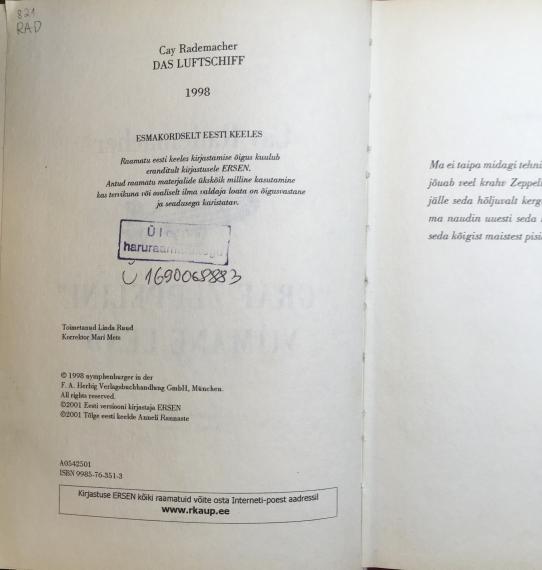 821
RAD
Cay Rademacher
DAS LUFTSCHIFF
1998
ESMAKORDSELT EESTI KEELES
Raamatu eesti keeles kirjastamise õigus kuulub
eranditult kirjastusele ERSEN.
Antud raamatu materjalide ükskõik milline kasutamine
kas tervikuna või osaliselt ilma valdaja loata on õigusvastane
ja seadusega karistatav.
Ü 1690068883
Toimetanud Linda Ruud
Korrektor Mari Mets
© 1998 nymphenburger in der
F. A. Herbig Verlagsbuchhandlung GmbH, München.
All rights reserved.
©2001 Eesti versiooni kirjastaja ERSEN
©2001 Tõlge eesti keelde Anneli Rannaste
A0542501
ISBN 9985-76-351-3
Kirjastuse ERSEN kõiki raamatuid võite osta Interneti-poest aadressil
www.rkaup.ee
Ma ei taipa midagi tehni
jõuab veel krahv Zeppeli
jälle seda hõljuvalt kerg
ma naudin uuesti seda
seda kõigist maistest pisi